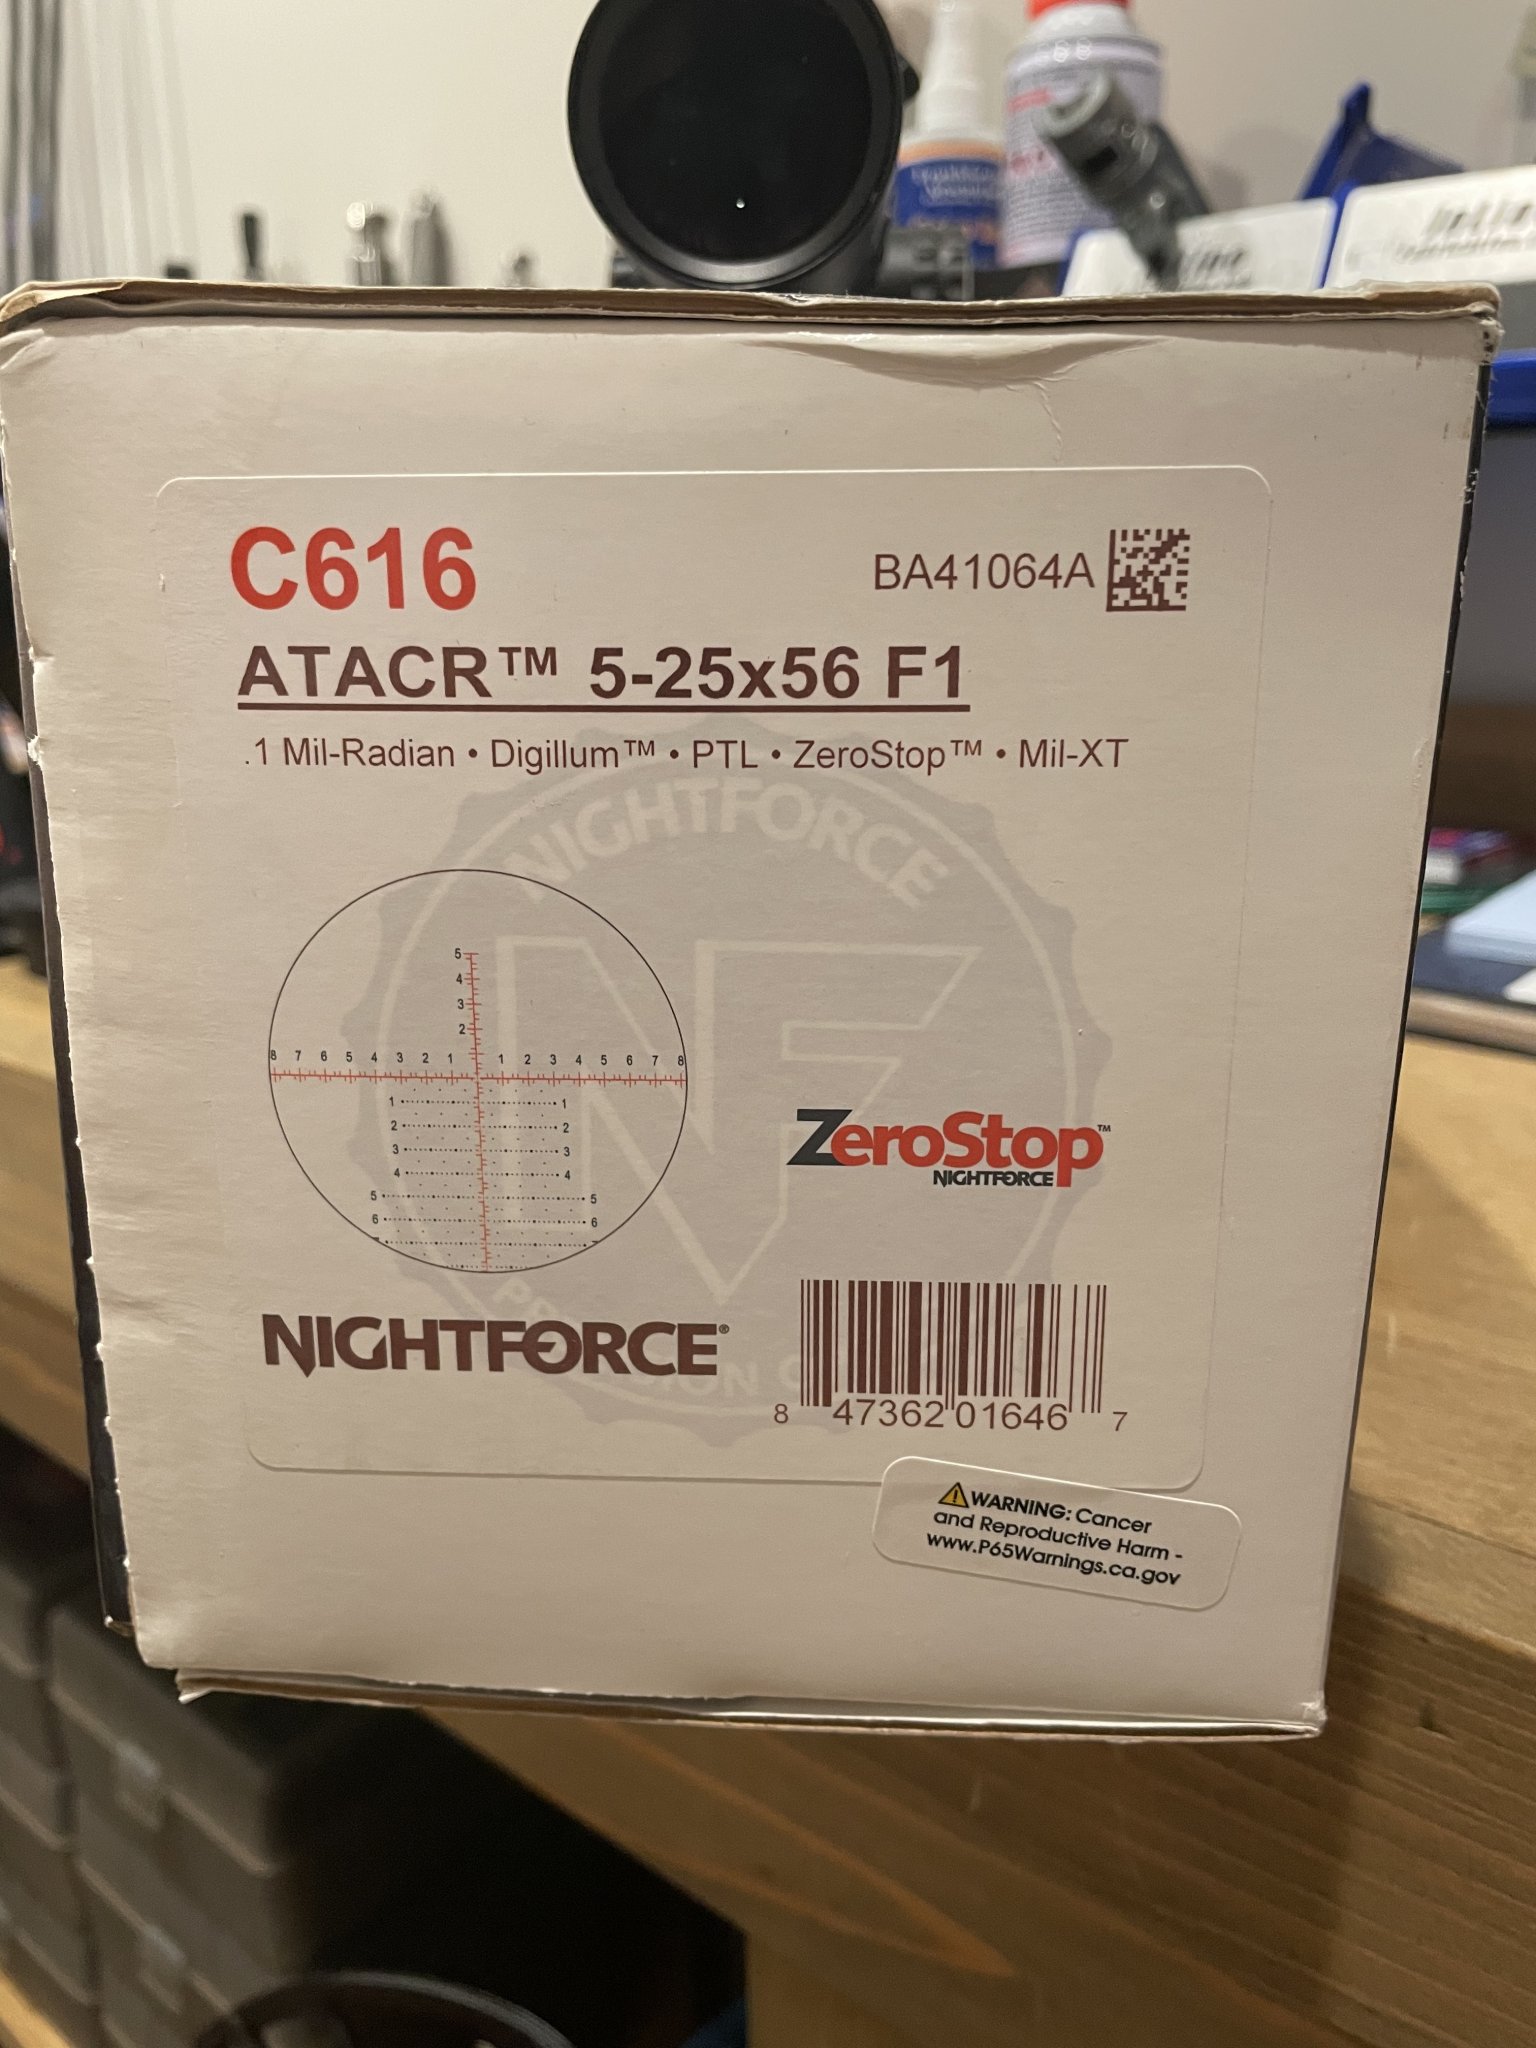 C616
BA41064A
ATACR™ 5-25x56 F1
.1 Mil-Radian • Digillum™ • PTL • ZeroStop™ • Mil-XT
NIGHTFORCE
NF
5
4
3
2
8 7 6 5 4 3 2 1 1 2 3 4 5 6 7 8
1 1
2 2
3 3
4 4
5 5
6 6
ZeroStop™
NIGHTFORCE
NIGHTFORCE®
8 47362 01646 7
⚠WARNING: Cancer
and Reproductive Harm -
www.P65Warnings.ca.gov